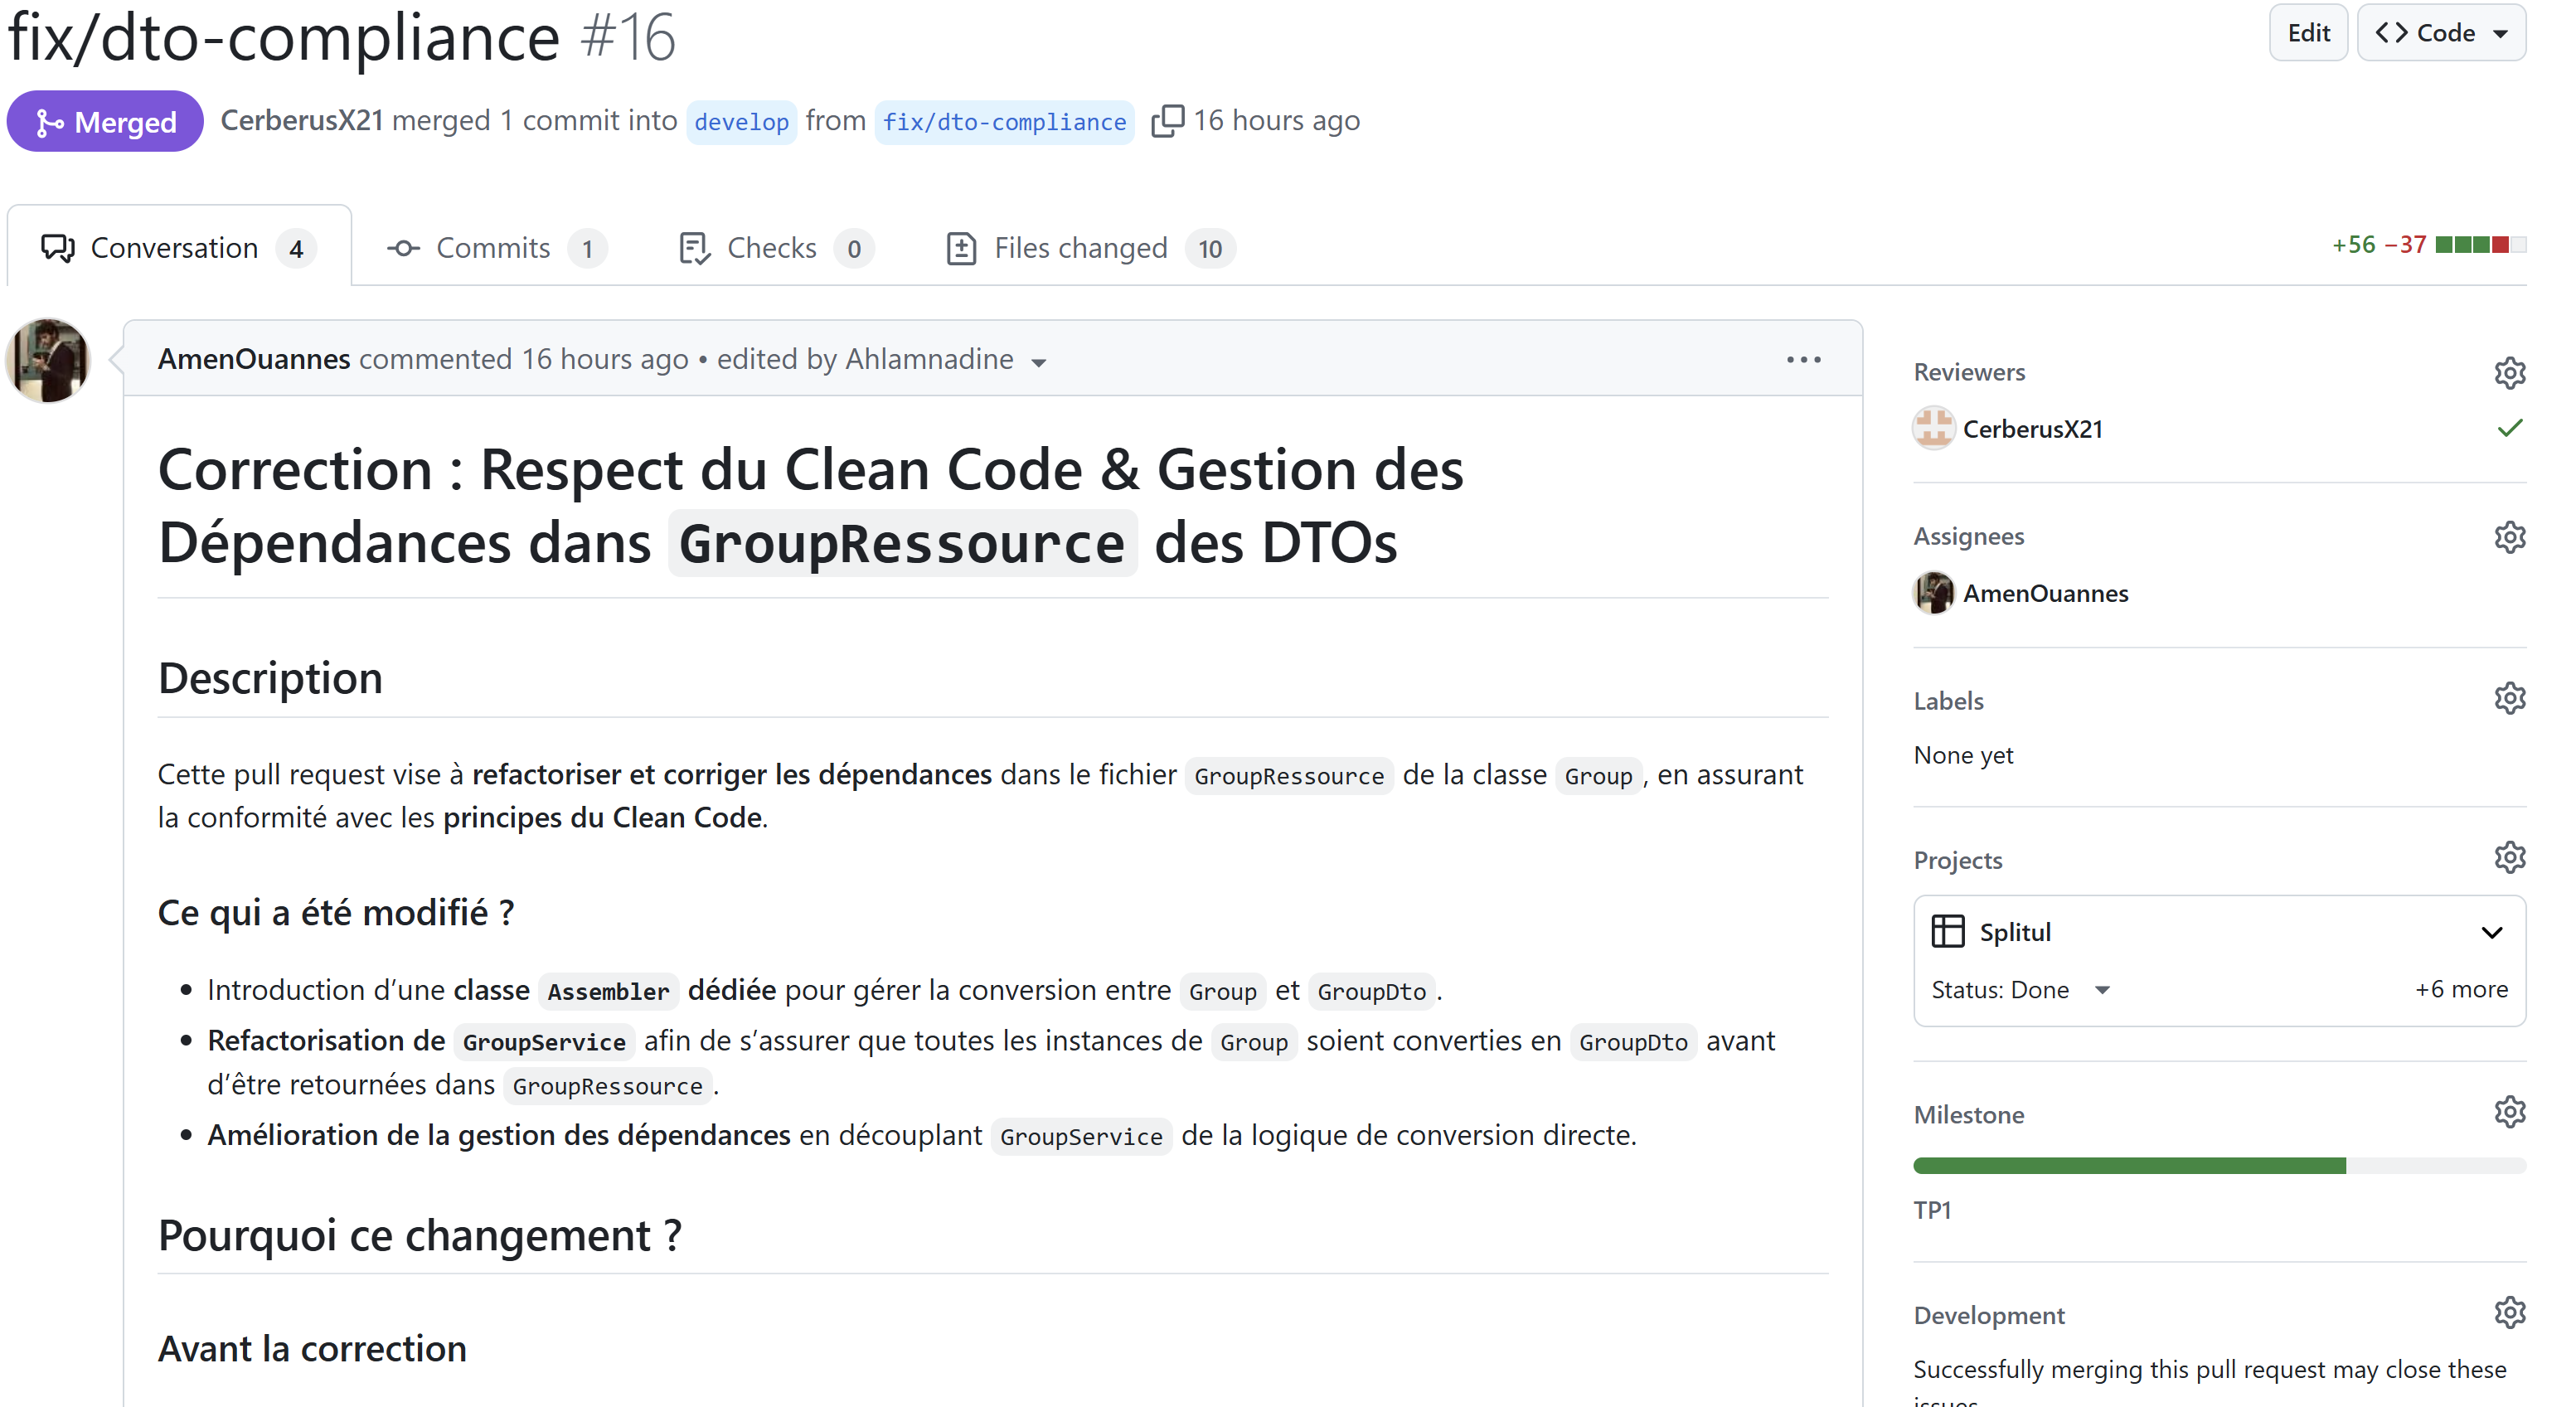 fix/dto-compliance #16
Edit
Code
Merged
CerberusX21 merged 1 commit into develop from fix/dto-compliance 16 hours ago
Conversation 4
Commits 1
Checks 0
Files changed 10
+56 −37
AmenOuannes commented 16 hours ago • edited by Ahlamnadine
Correction : Respect du Clean Code & Gestion des
Dépendances dans GroupRessource des DTOs
Description
Cette pull request vise à refactoriser et corriger les dépendances dans le fichier GroupRessource de la classe Group, en assurant
la conformité avec les principes du Clean Code.
Ce qui a été modifié ?
• Introduction d’une classe Assembler dédiée pour gérer la conversion entre Group et GroupDto.
• Refactorisation de GroupService afin de s’assurer que toutes les instances de Group soient converties en GroupDto avant
d’être retournées dans GroupRessource.
• Amélioration de la gestion des dépendances en découplant GroupService de la logique de conversion directe.
Pourquoi ce changement ?
Avant la correction
Reviewers
CerberusX21
Assignees
AmenOuannes
Labels
None yet
Projects
Splitul
Status: Done
+6 more
Milestone
TP1
Development
Successfully merging this pull request may close these
issues.